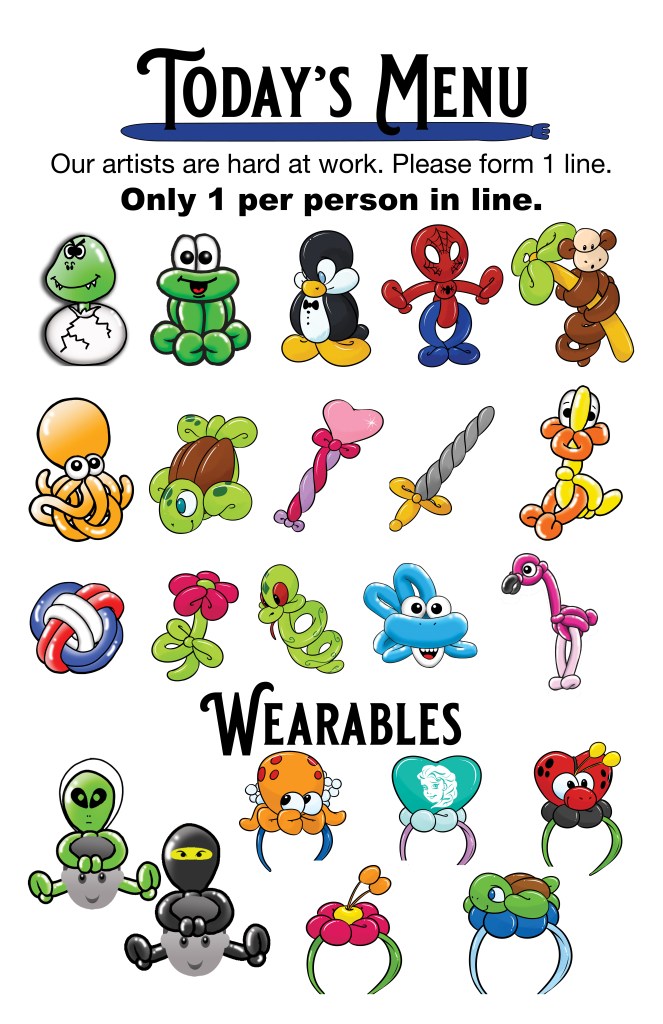 Today's Menu
Our artists are hard at work. Please form 1 line.
Only 1 per person in line.
Wearables